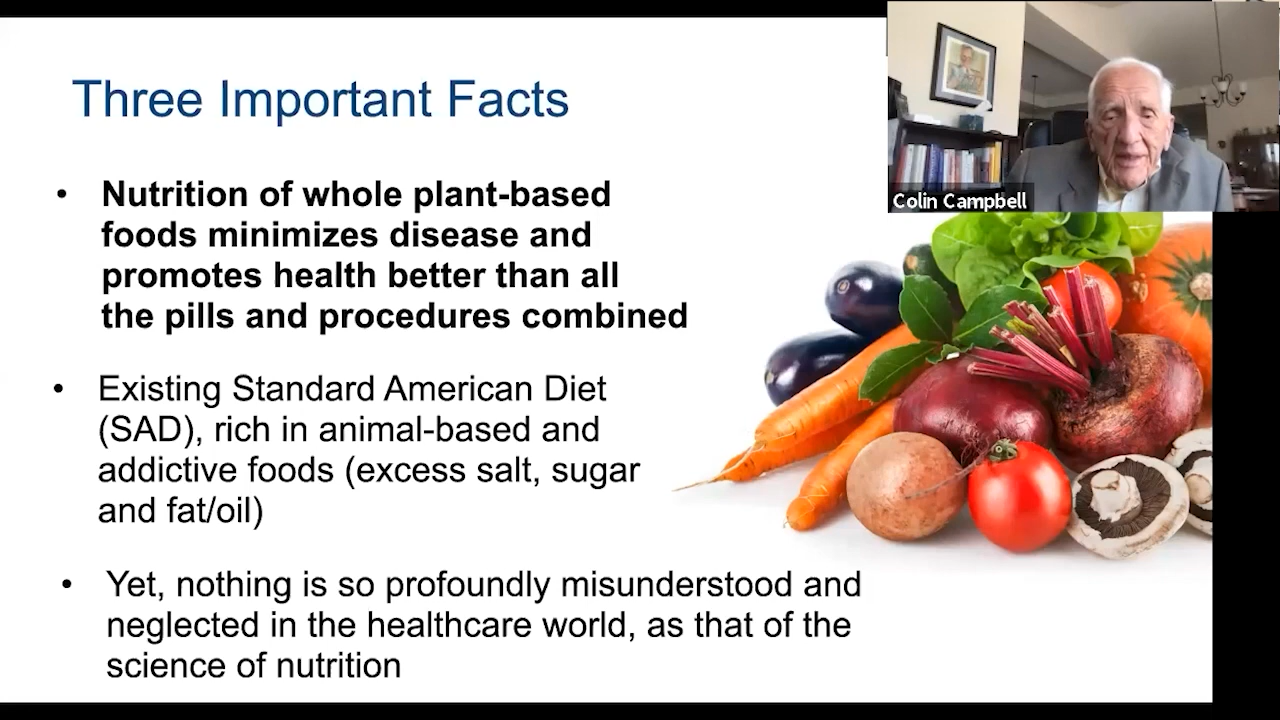 Three Important Facts
Colin Campbell
• Nutrition of whole plant-based
foods minimizes disease and
promotes health better than all
the pills and procedures combined
• Existing Standard American Diet
(SAD), rich in animal-based and
addictive foods (excess salt, sugar
and fat/oil)
• Yet, nothing is so profoundly misunderstood and
neglected in the healthcare world, as that of the
science of nutrition